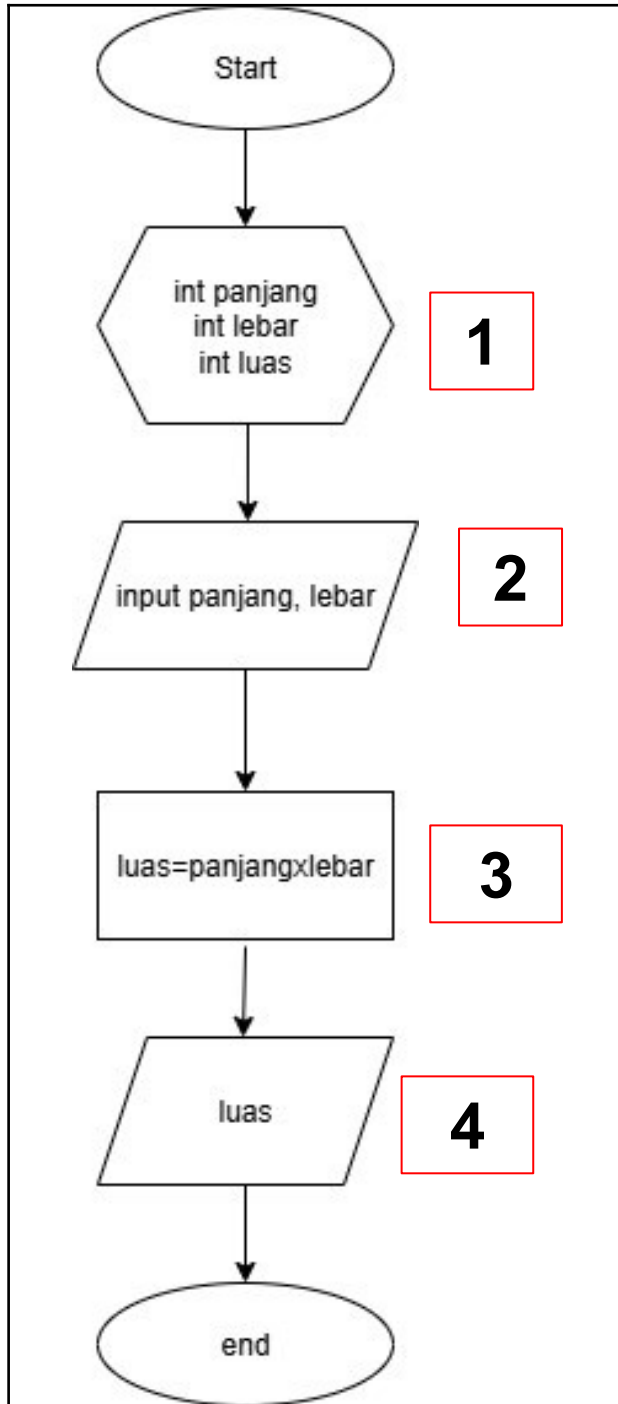 Start
int panjang
int lebar
int luas
1
input panjang, lebar
2
luas=panjangxlebar
3
luas
4
end